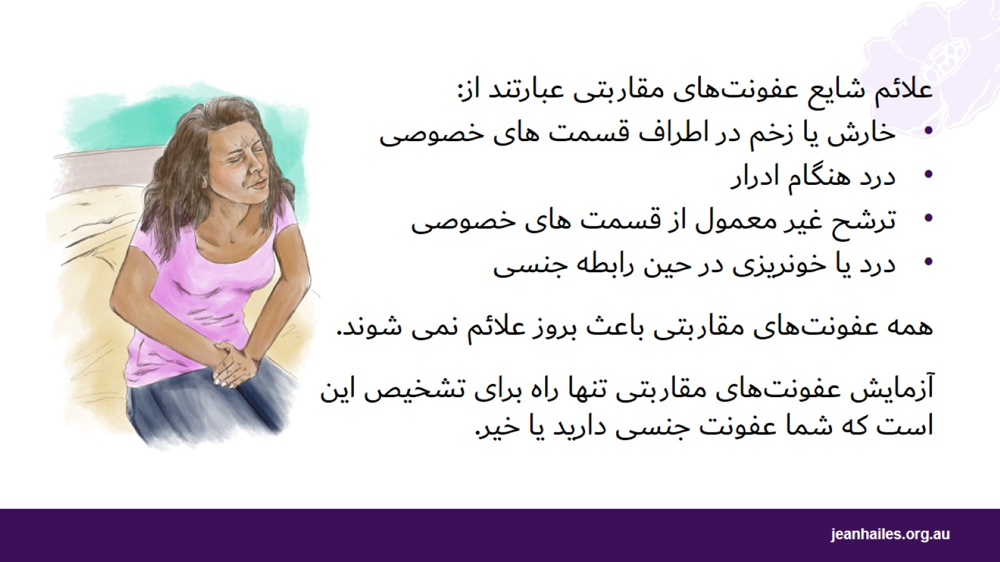 علائم شایع عفونت‌های مقاربتی عبارتند از:
• خارش یا زخم در اطراف قسمت های خصوصی
• درد هنگام ادرار
• ترشح غیر معمول از قسمت های خصوصی
• درد یا خونریزی در حین رابطه جنسی
همه عفونت‌های مقاربتی باعث بروز علائم نمی شوند.
آزمایش عفونت‌های مقاربتی تنها راه برای تشخیص این
است که شما عفونت جنسی دارید یا خیر.
jeanhailes.org.au